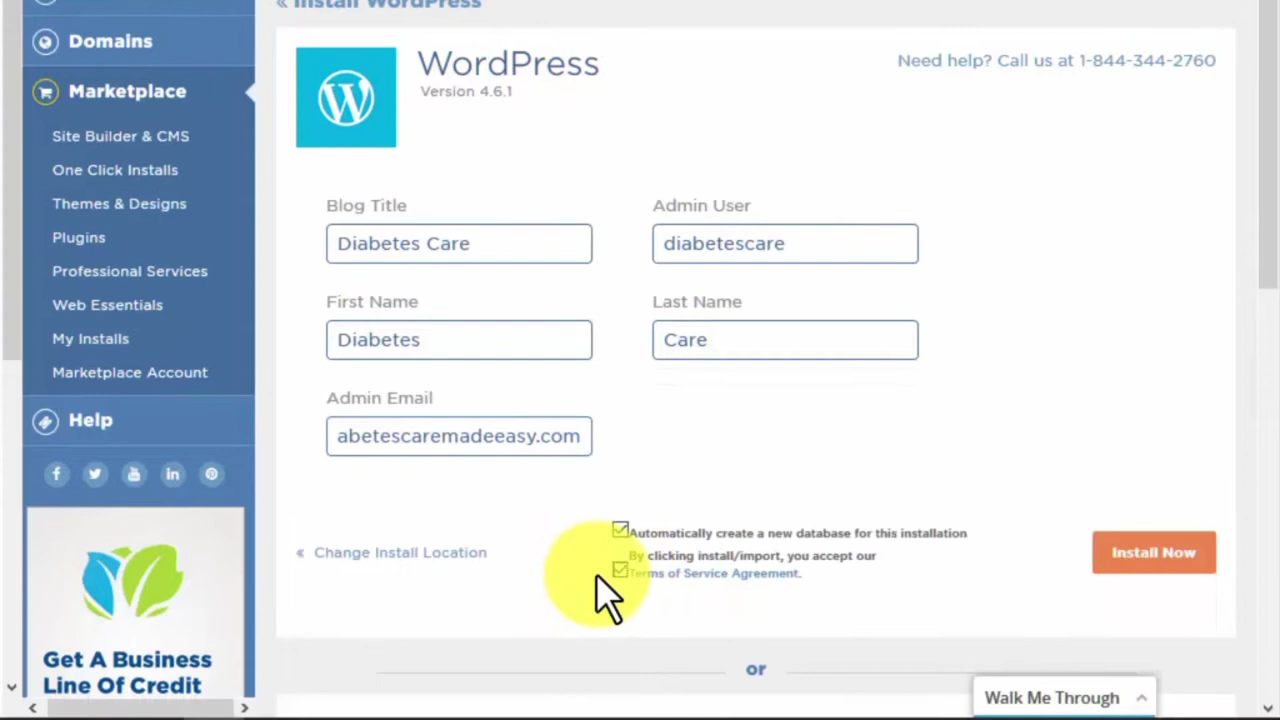 « Install WordPress
Domains
Marketplace
Site Builder & CMS
One Click Installs
Themes & Designs
Plugins
Professional Services
Web Essentials
My Installs
Marketplace Account
Help
Get A Business
Line Of Credit
WordPress
Version 4.6.1
Need help? Call us at 1-844-344-2760
Blog Title
Diabetes Care
Admin User
diabetescare
First Name
Diabetes
Last Name
Care
Admin Email
abetescaremadeeasy.com
« Change Install Location
Automatically create a new database for this installation
By clicking install/import, you accept our
Terms of Service Agreement.
Install Now
or
Walk Me Through